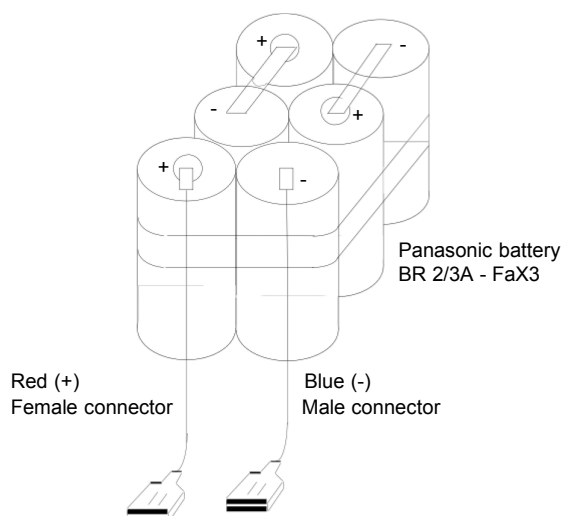 + -
- +
+ -
Panasonic battery
BR 2/3A - FaX3
Red (+) Blue (-)
Female connector Male connector